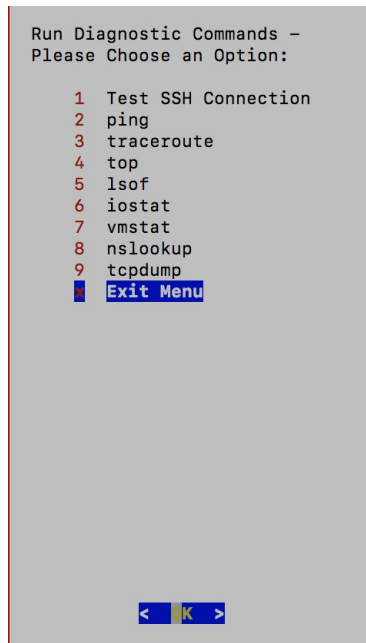 Run Diagnostic Commands –
Please Choose an Option:
1 Test SSH Connection
2 ping
3 traceroute
4 top
5 lsof
6 iostat
7 vmstat
8 nslookup
9 tcpdump
x Exit Menu
< OK >